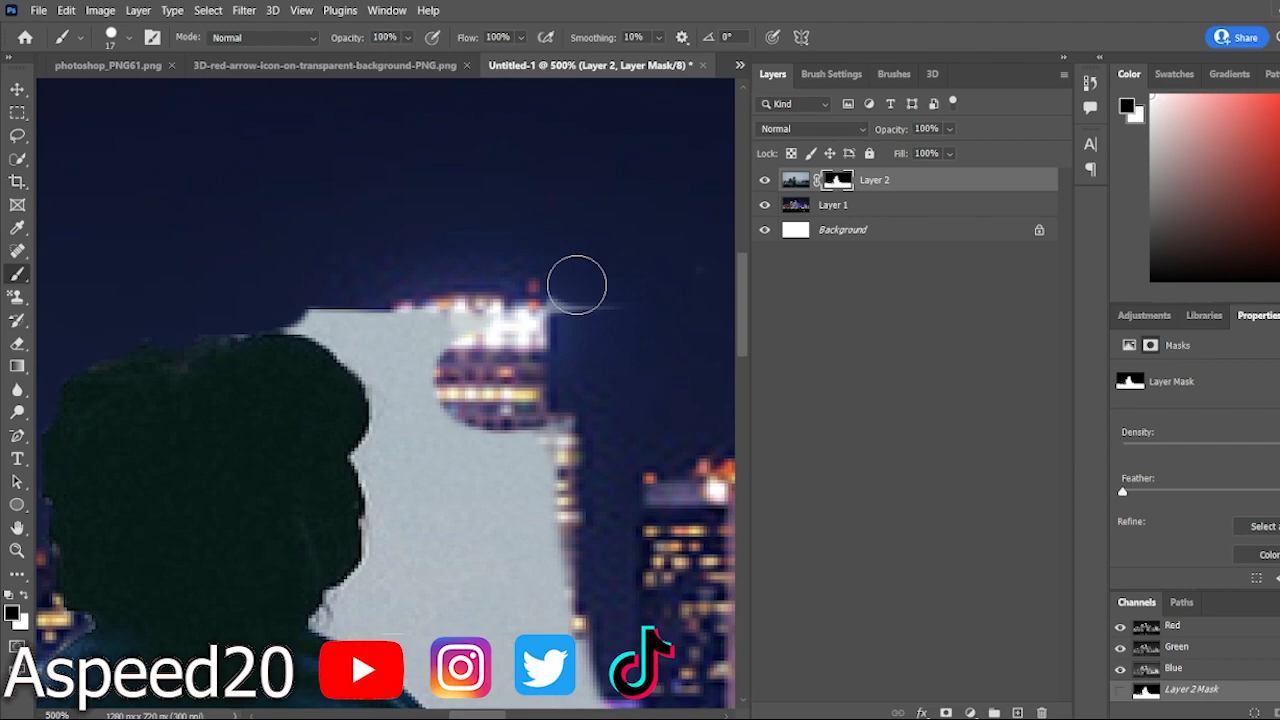 Ps File Edit Image Layer Type Select Filter 3D View Plugins Window Help
17 Mode: Normal Opacity: 100% Flow: 100% Smoothing: 10% 0° Share
photoshop_PNG61.png × 3D-red-arrow-icon-on-transparent-background-PNG.png × Untitled-1 @ 500% (Layer 2, Layer Mask/8) * ×
Layers Brush Settings Brushes 3D
Kind
Normal Opacity: 100%
Lock: Fill: 100%
Layer 2
Layer 1
Background
Color Swatches Gradients
Adjustments Libraries Properties
Masks
Layer Mask
Density:
Feather:
Refine: Select a
Color
Channels Paths
Red
Green
Blue
Layer 2 Mask
Aspeed20
500% 1280 px x 720 px (300 ppi)